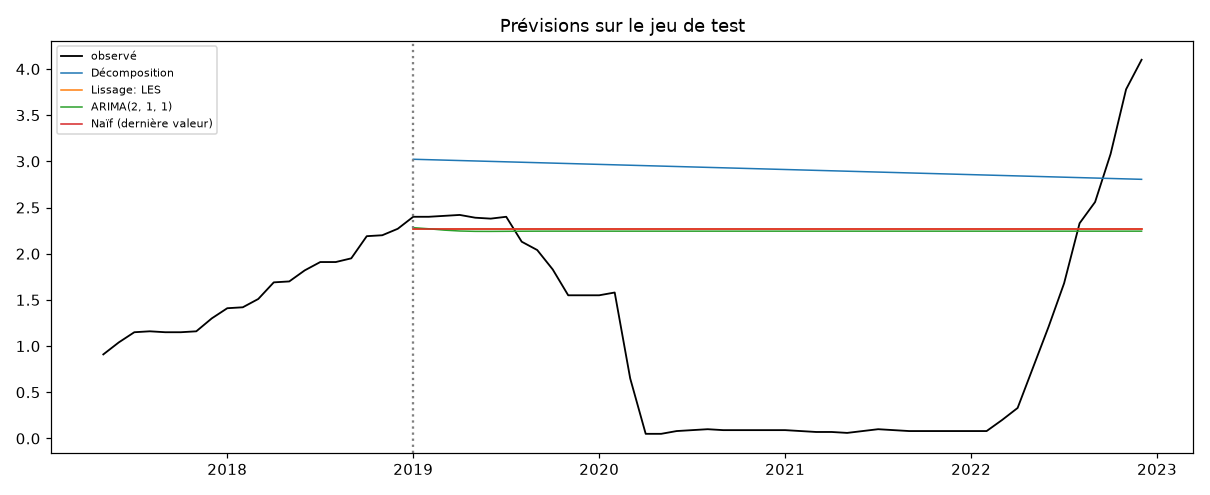 Prévisions sur le jeu de test
observé
Décomposition
Lissage: LES
ARIMA(2, 1, 1)
Naïf (dernière valeur)
4.0
3.5
3.0
2.5
2.0
1.5
1.0
0.5
0.0
2018 2019 2020 2021 2022 2023